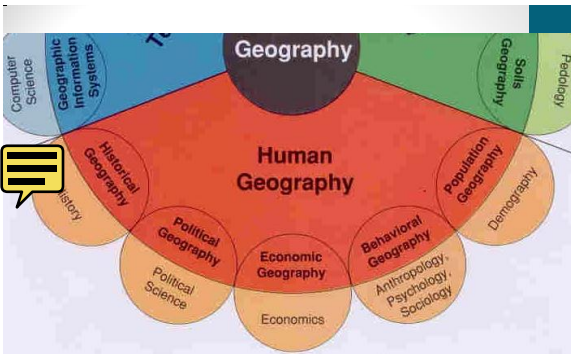 Geography
Computer
Science
Geographic
Information
Systems
Soils
Geography
Pedology
Human
Geography
Historical
Geography
Political
Geography
Political
Science
Economic
Geography
Economics
Behavioral
Geography
Anthropology,
Psychology,
Sociology
Population
Geography
Demography